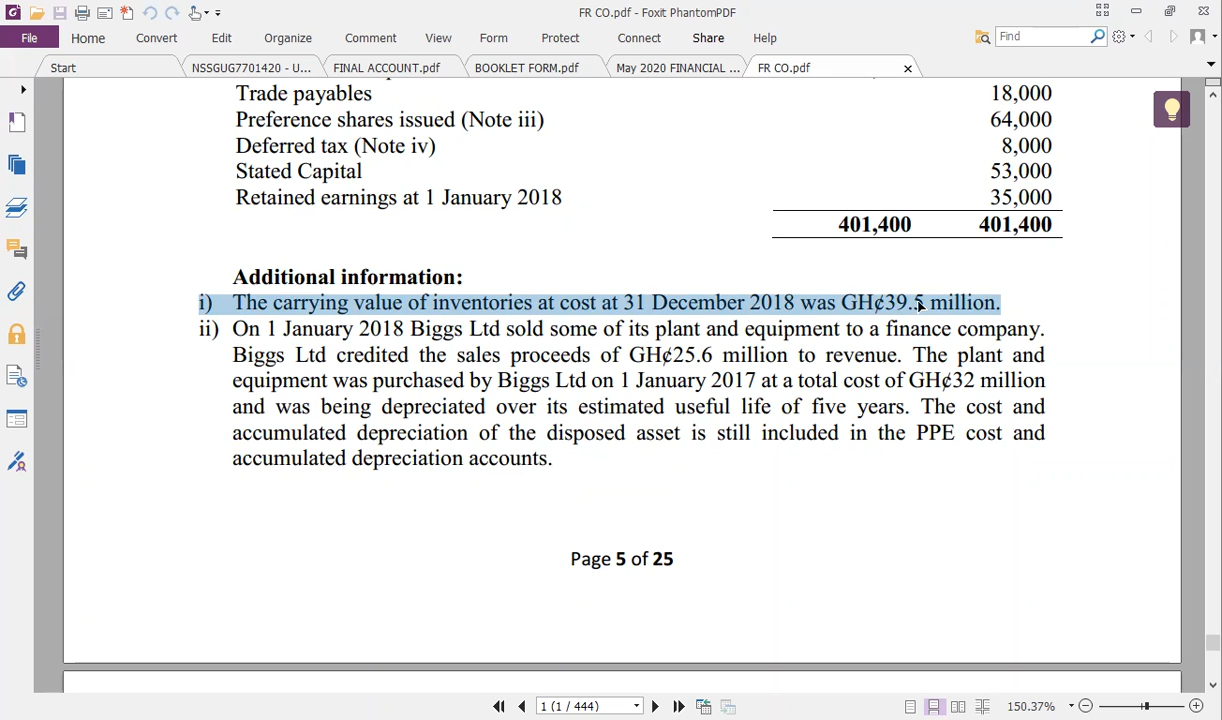 FR CO.pdf - Foxit PhantomPDF
File Home Convert Edit Organize Comment View Form Protect Connect Share Help Find
Start NSSGUG7701420 - U... FINAL ACCOUNT.pdf BOOKLET FORM.pdf May 2020 FINANCIAL ... FR CO.pdf
Trade payables 18,000
Preference shares issued (Note iii) 64,000
Deferred tax (Note iv) 8,000
Stated Capital 53,000
Retained earnings at 1 January 2018 35,000
401,400 401,400
Additional information:
i) The carrying value of inventories at cost at 31 December 2018 was GH¢39.5 million.
ii) On 1 January 2018 Biggs Ltd sold some of its plant and equipment to a finance company.
Biggs Ltd credited the sales proceeds of GH¢25.6 million to revenue. The plant and
equipment was purchased by Biggs Ltd on 1 January 2017 at a total cost of GH¢32 million
and was being depreciated over its estimated useful life of five years. The cost and
accumulated depreciation of the disposed asset is still included in the PPE cost and
accumulated depreciation accounts.
Page 5 of 25
1 (1 / 444) 150.37%